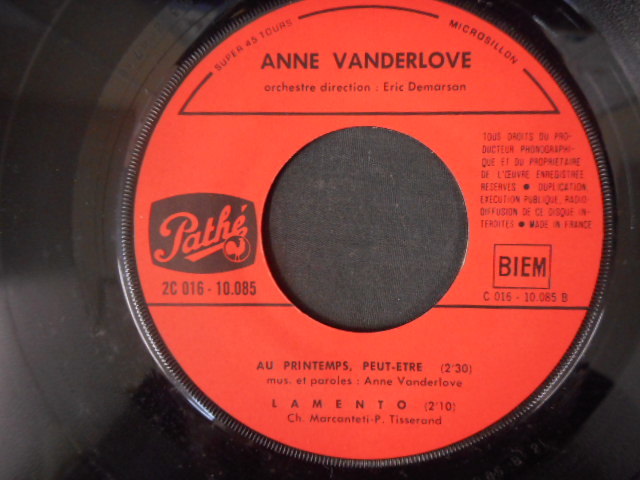 SUPER 45 TOURS
MICROSILLON
ANNE VANDERLOVE
orchestre direction : Eric Demarsan
TOUS DROITS DU PRO-
DUCTEUR PHONOGRAPHI-
QUE ET DU PROPRIETAIRE
DE L'ŒUVRE ENREGISTREE
RESERVES ● DUPLICATION,
EXECUTION PUBLIQUE, RADIO-
DIFFUSION DE CE DISQUE IN-
TERDITES ● MADE IN FRANCE
Pathé
2C 016 - 10.085
BIEM
C 016 - 10.085 B
AU PRINTEMPS, PEUT-ETRE (2'30)
mus. et paroles : Anne Vanderlove
LAMENTO (2'10)
Ch. Marcanteti-P. Tisserand